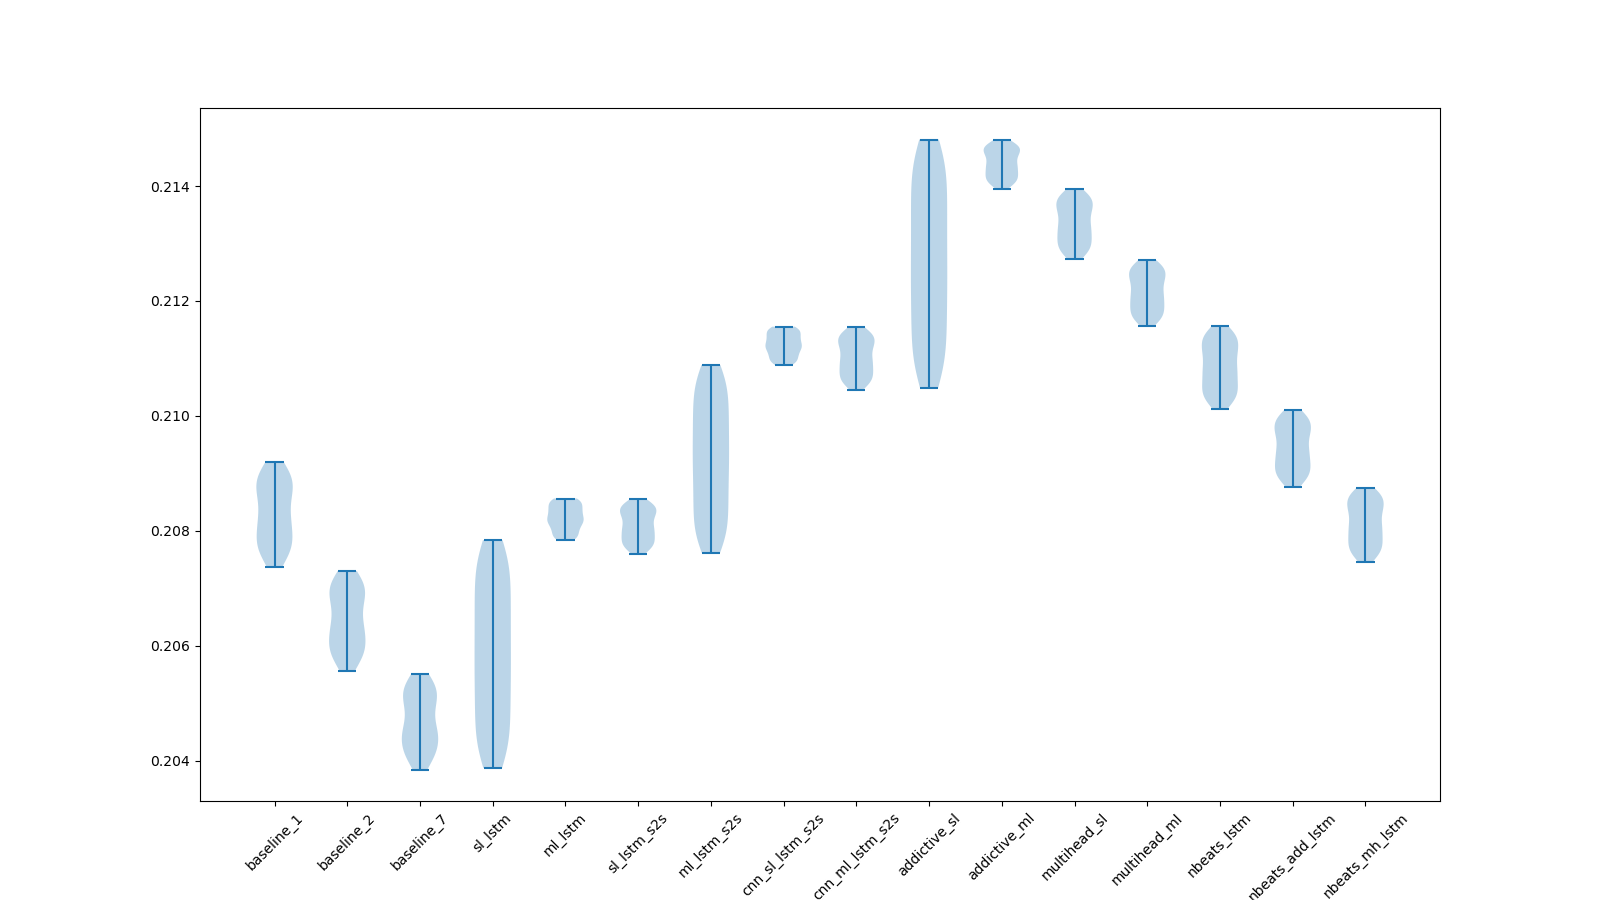 0.214
0.212
0.210
0.208
0.206
0.204
baseline_1
baseline_2
baseline_7
sl_lstm
ml_lstm
sl_lstm_s2s
ml_lstm_s2s
cnn_sl_lstm_s2s
cnn_ml_lstm_s2s
addictive_sl
addictive_ml
multihead_sl
multihead_ml
nbeats_lstm
nbeats_add_lstm
nbeats_mh_lstm